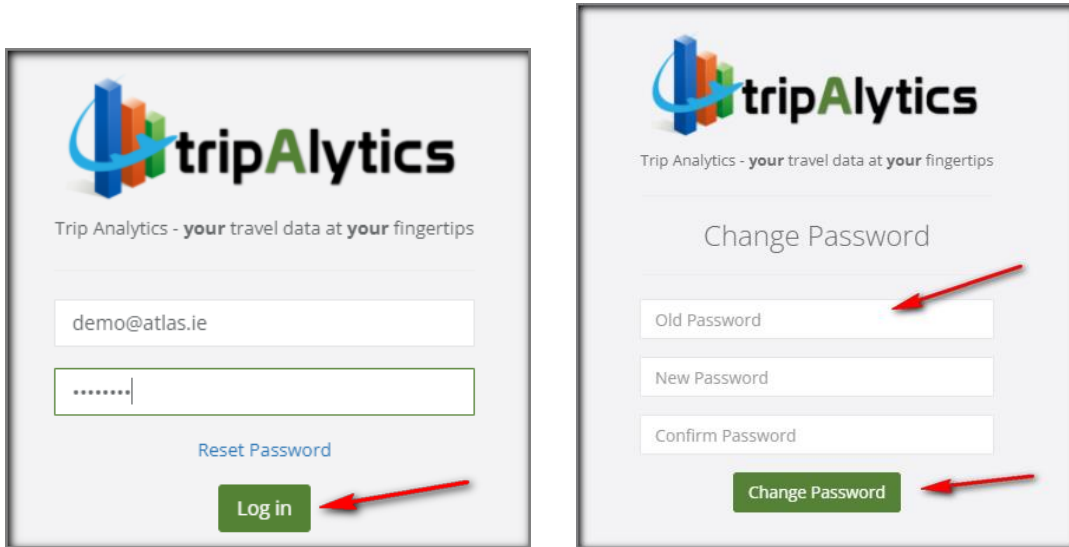 tripAlytics
Trip Analytics - your travel data at your fingertips
demo@atlas.ie
••••••••
Reset Password
Log in
tripAlytics
Trip Analytics - your travel data at your fingertips
Change Password
Old Password
New Password
Confirm Password
Change Password